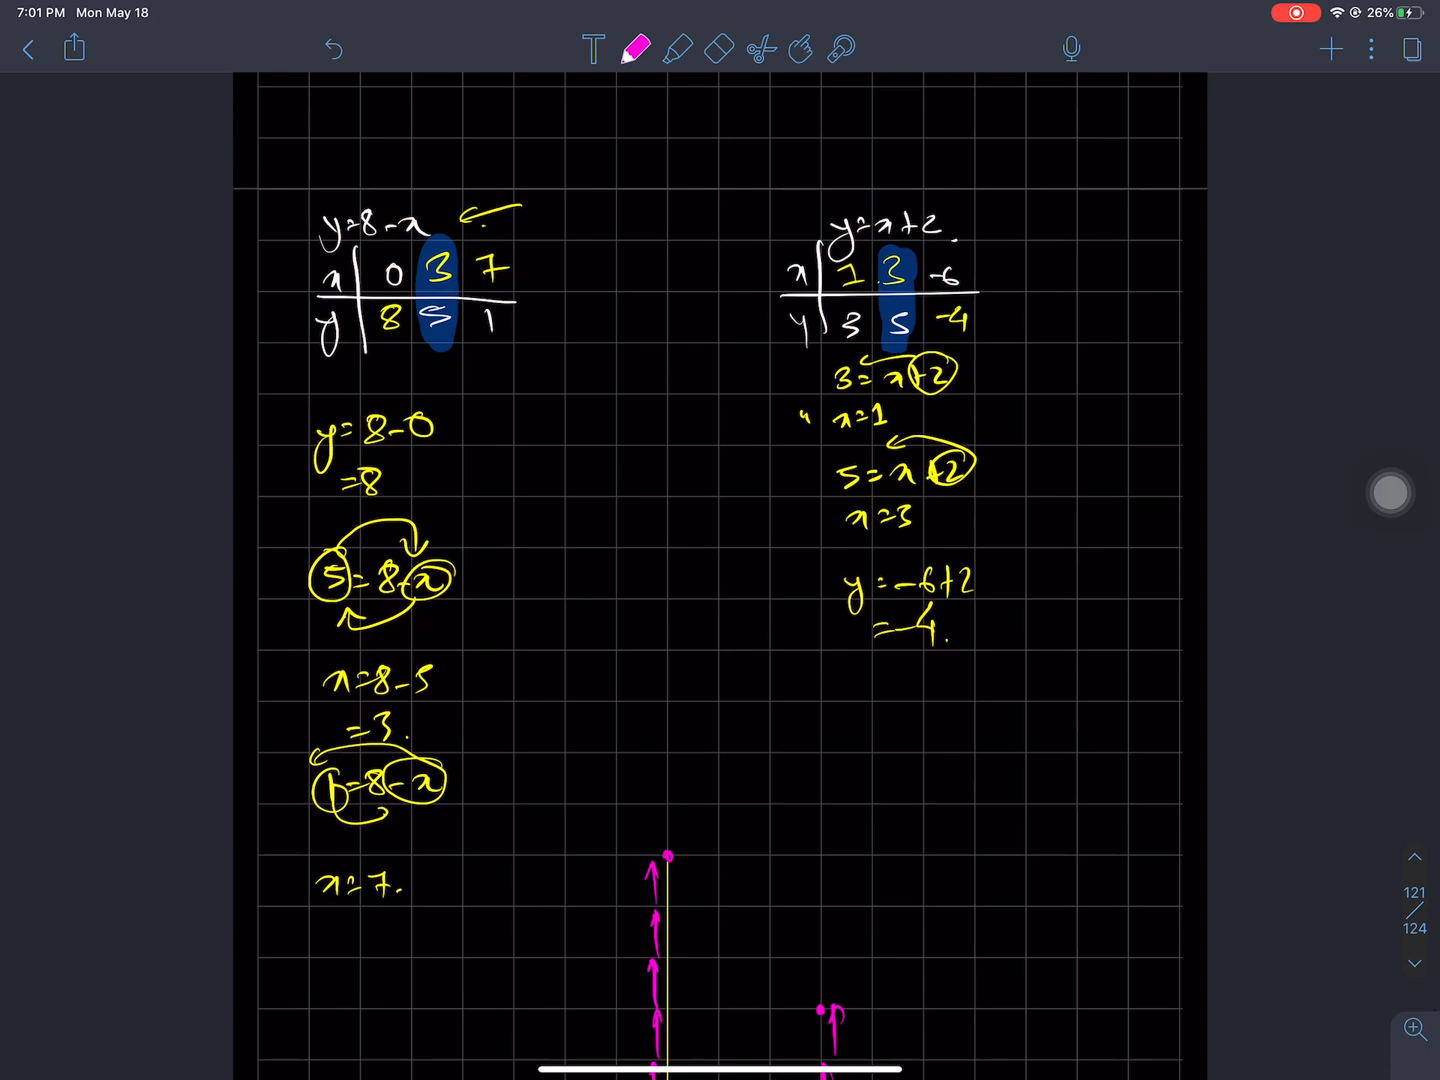 7:01 PM Mon May 18
26%
T
y=8-x
x 0 3 7
y 8 5 1
y=8-0
=8
5=8-x
x=8-5
=3.
1=8-x
x=7.
y=x+2.
x 1 3 -6
y 3 5 -4
3=x+2
x=1
5=x+2
x=3
y=-6+2
=-4.
121
/
124